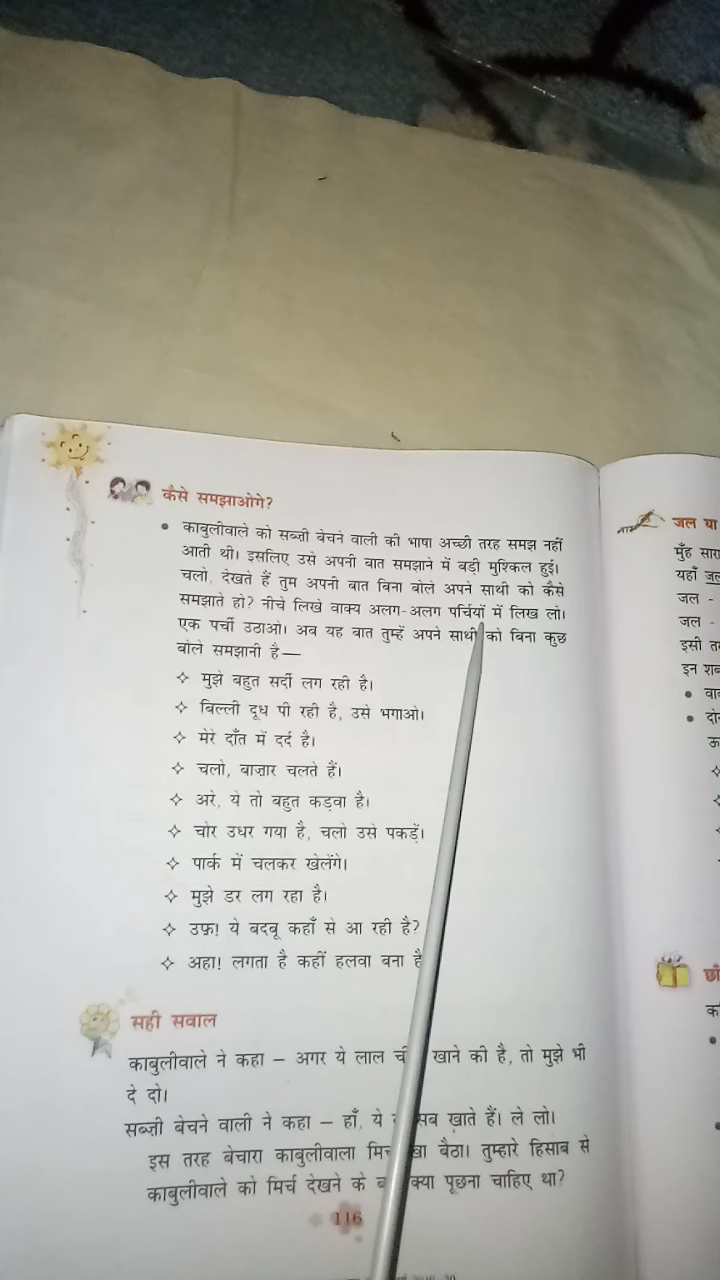 कैसे समझाओगे?
काबुलीवाले को सब्ज़ी बेचने वाली की भाषा अच्छी तरह समझ नहीं
आती थी। इसलिए उसे अपनी बात समझाने में बड़ी मुश्किल हुई।
चलो, देखते हैं तुम अपनी बात बिना बोले अपने साथी को कैसे
समझाते हो? नीचे लिखे वाक्य अलग-अलग पर्चियों में लिख लो।
एक पर्ची उठाओ। अब यह बात तुम्हें अपने साथी को बिना कुछ
बोले समझानी है—
मुझे बहुत सर्दी लग रही है।
बिल्ली दूध पी रही है, उसे भगाओ।
मेरे दाँत में दर्द है।
चलो, बाज़ार चलते हैं।
अरे, ये तो बहुत कड़वा है।
चोर उधर गया है, चलो उसे पकड़ें।
पार्क में चलकर खेलेंगे।
मुझे डर लग रहा है।
उफ़! ये बदबू कहाँ से आ रही है?
अहा! लगता है कहीं हलवा बना है
सही सवाल
काबुलीवाले ने कहा – अगर ये लाल खाने की है, तो मुझे भी
दे दो।
सब्ज़ी बेचने वाली ने कहा – हाँ, ये सब खाते हैं। ले लो।
इस तरह बेचारा काबुलीवाला बैठा। तुम्हारे हिसाब से
काबुलीवाले को मिर्च देखने के क्या पूछना चाहिए था?
116
जल या
मुँह सारा
यहाँ जल
जल -
जल -
इसी
इन